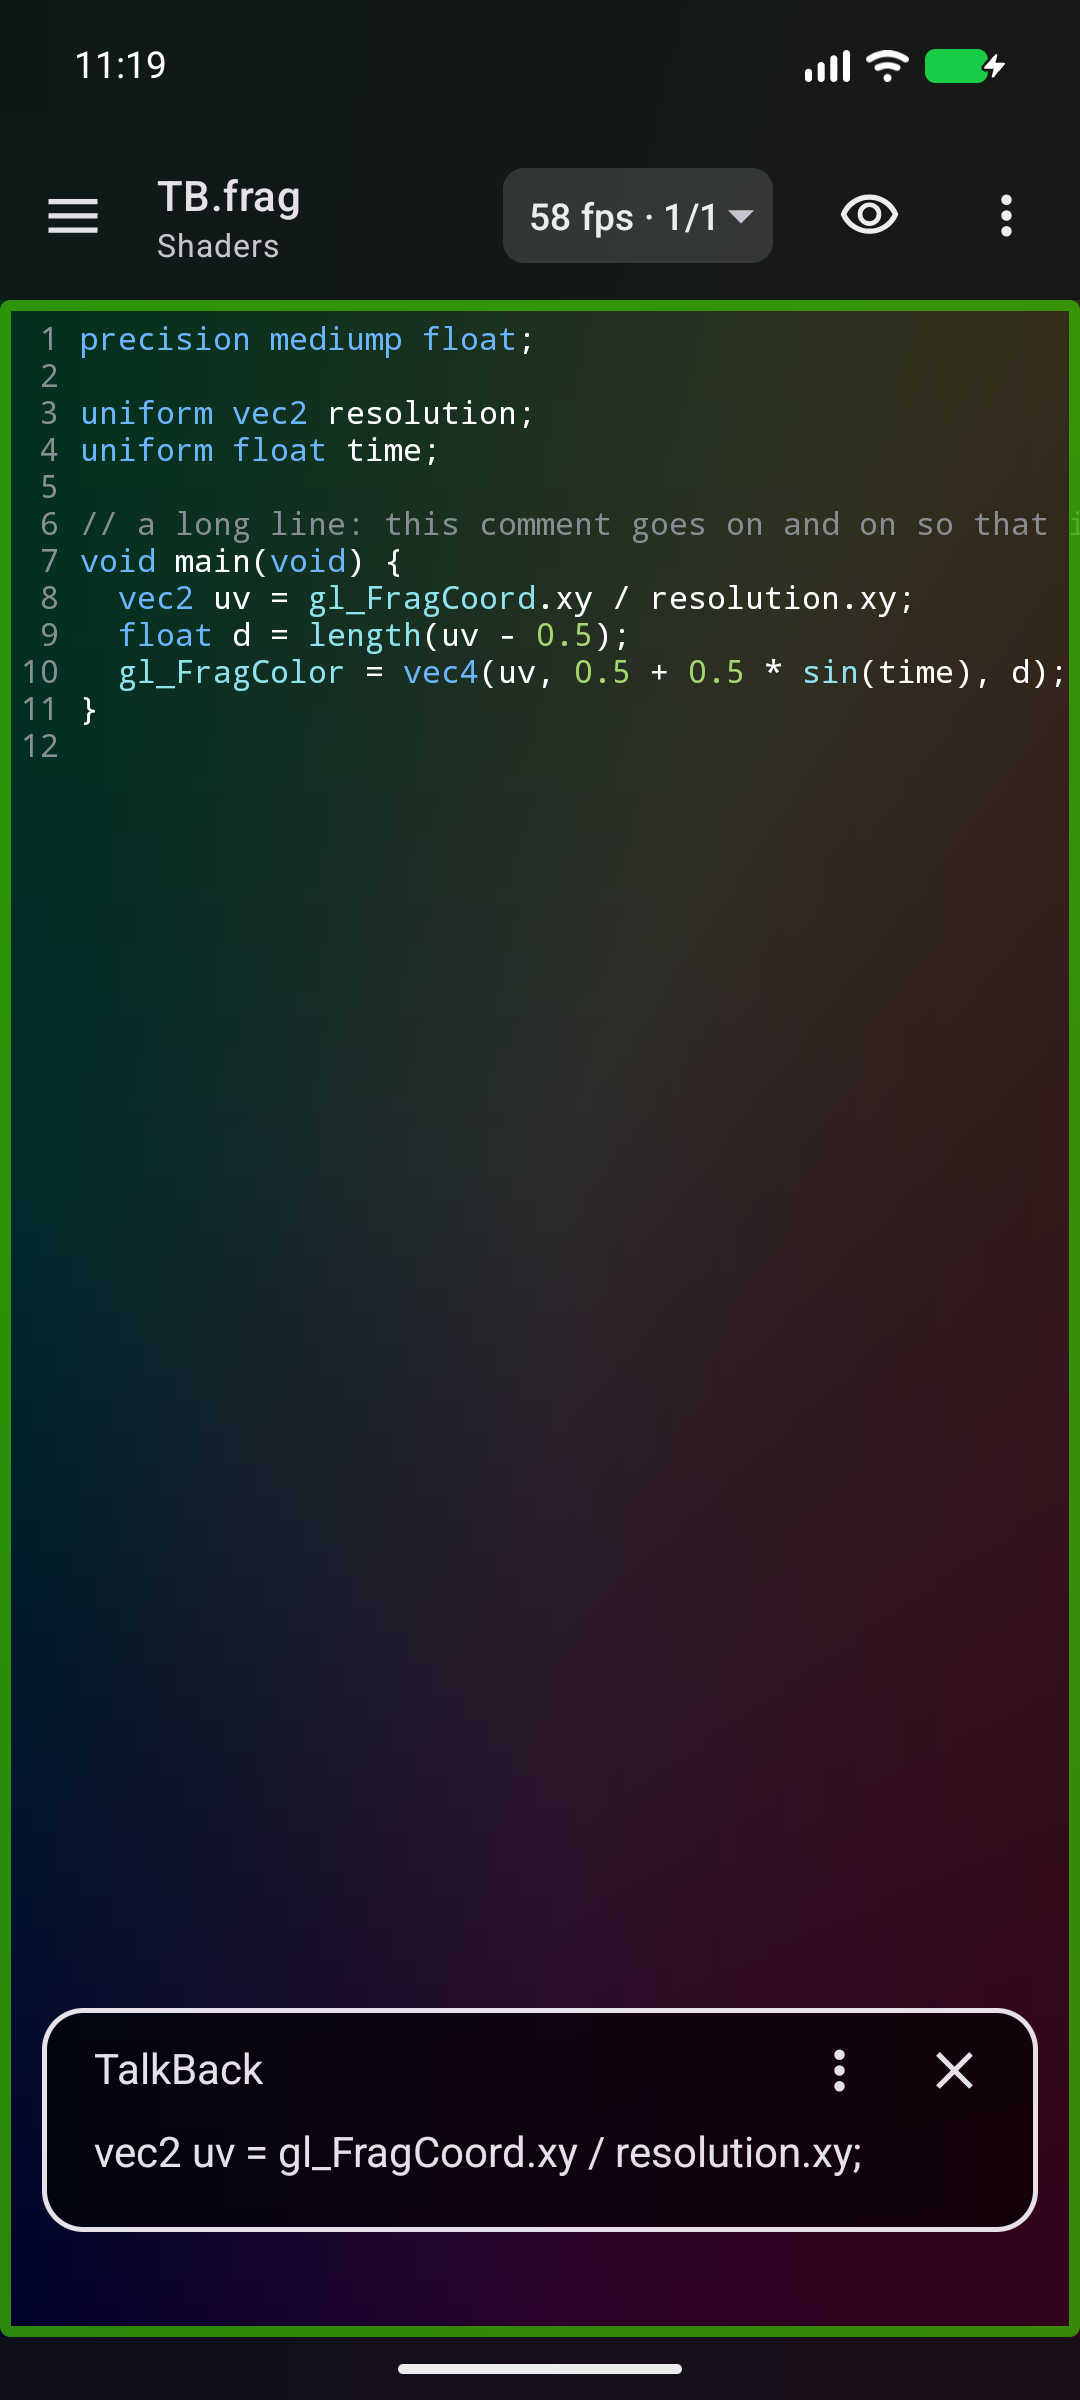 11:19
TB.frag
Shaders
58 fps · 1/1
1 precision mediump float;
2
3 uniform vec2 resolution;
4 uniform float time;
5
6 // a long line: this comment goes on and on so that i
7 void main(void) {
8   vec2 uv = gl_FragCoord.xy / resolution.xy;
9   float d = length(uv - 0.5);
10   gl_FragColor = vec4(uv, 0.5 + 0.5 * sin(time), d);
11 }
12
TalkBack
vec2 uv = gl_FragCoord.xy / resolution.xy;